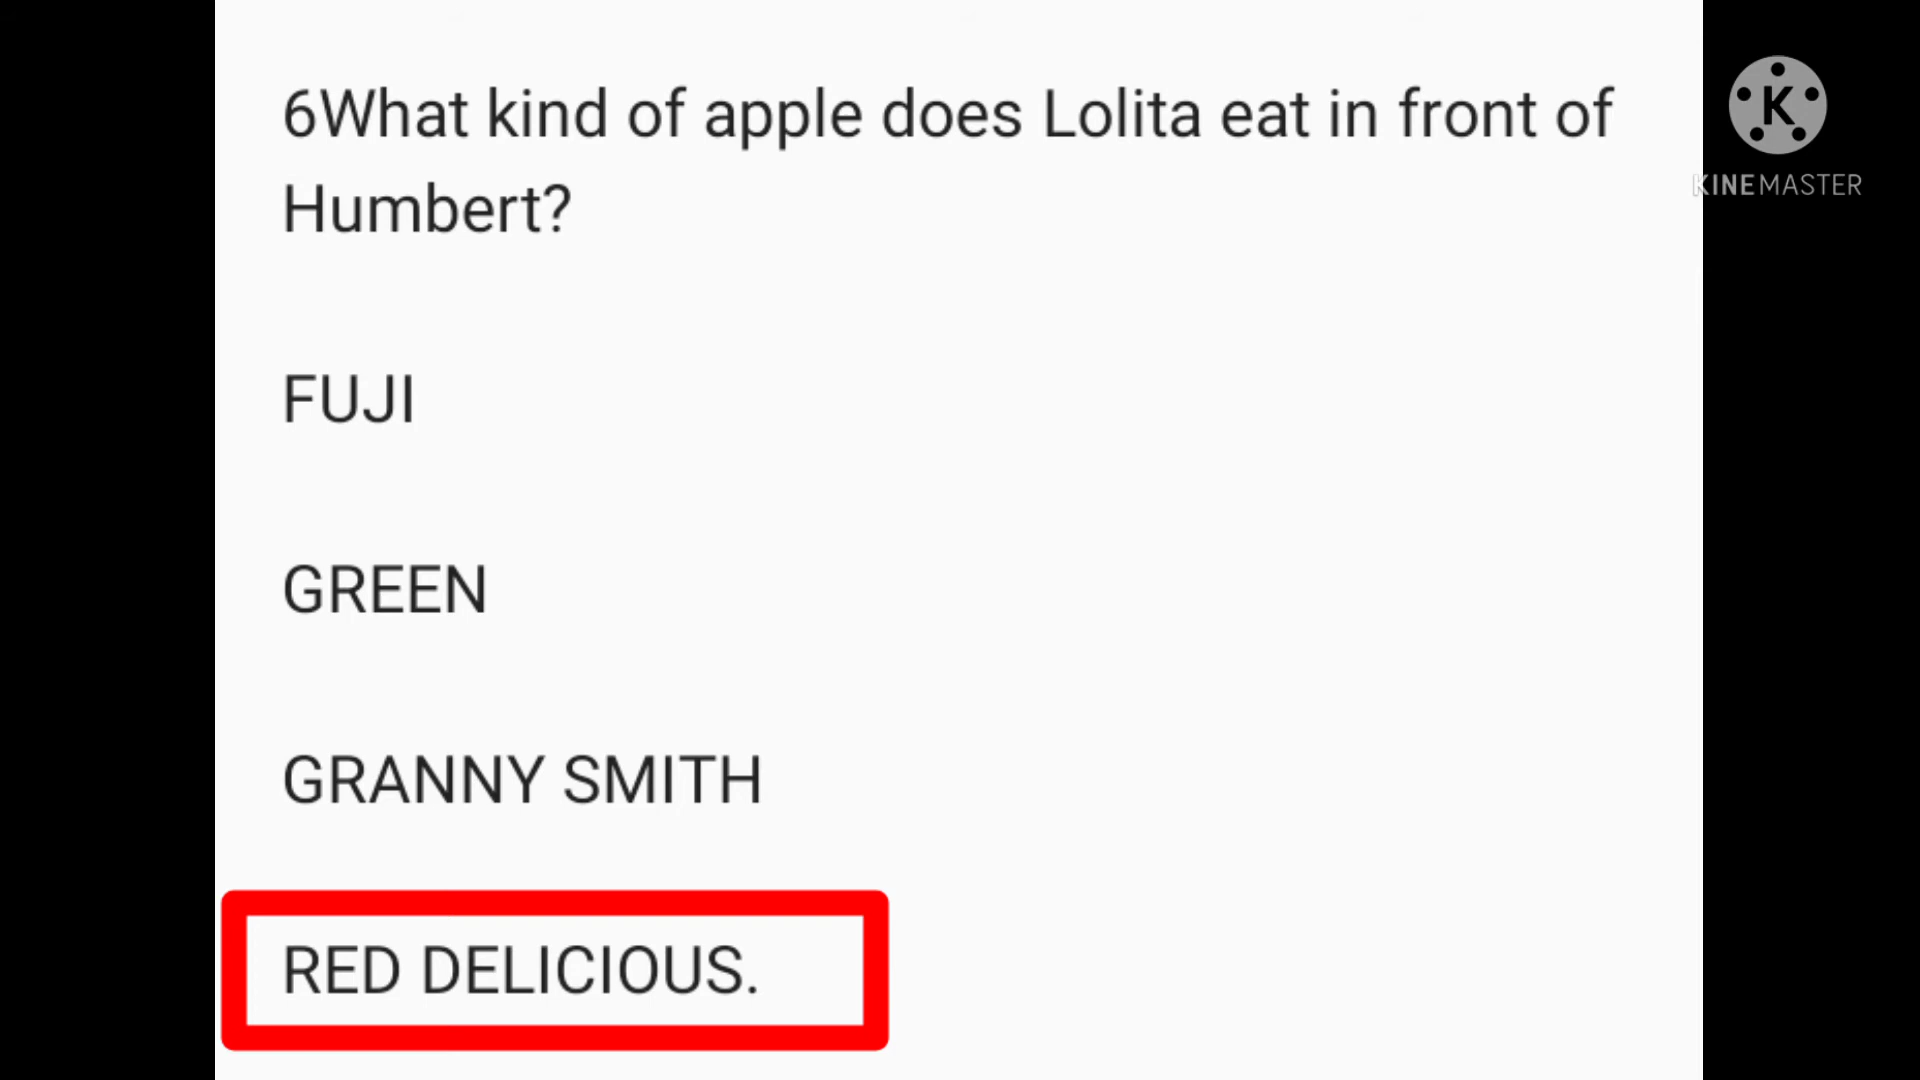 6What kind of apple does Lolita eat in front of
Humbert?
FUJI
GREEN
GRANNY SMITH
RED DELICIOUS.
K
KINEMASTER